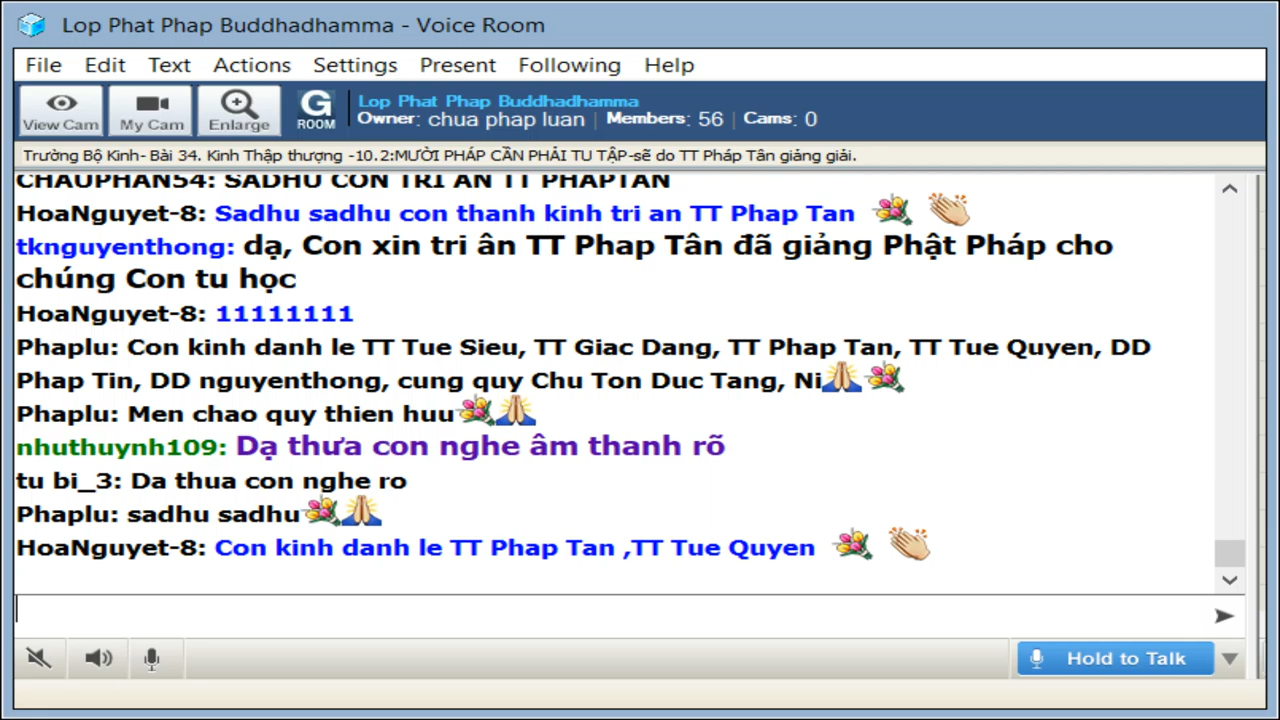 Lop Phat Phap Buddhadhamma - Voice Room
File Edit Text Actions Settings Present Following Help
View Cam My Cam Enlarge G ROOM Lop Phat Phap Buddhadhamma
Owner: chua phap luan | Members: 56 | Cams: 0
Trường Bộ Kinh- Bài 34. Kinh Thập thượng -10.2:MƯỜI PHÁP CẦN PHẢI TU TẬP-sẽ do TT Pháp Tân giảng giải.
CHAUPHAN54: SADHU CON TRI AN TT PHAPTAN
HoaNguyet-8: Sadhu sadhu con thanh kinh tri an TT Phap Tan
tknguyenthong: dạ, Con xin tri ân TT Phap Tân đã giảng Phật Pháp cho
chúng Con tu học
HoaNguyet-8: 11111111
Phaplu: Con kinh danh le TT Tue Sieu, TT Giac Dang, TT Phap Tan, TT Tue Quyen, DD
Phap Tin, DD nguyenthong, cung quy Chu Ton Duc Tang, Ni
Phaplu: Men chao quy thien huu
nhuthuynh109: Dạ thưa con nghe âm thanh rõ
tu bi_3: Da thua con nghe ro
Phaplu: sadhu sadhu
HoaNguyet-8: Con kinh danh le TT Phap Tan ,TT Tue Quyen
Hold to Talk